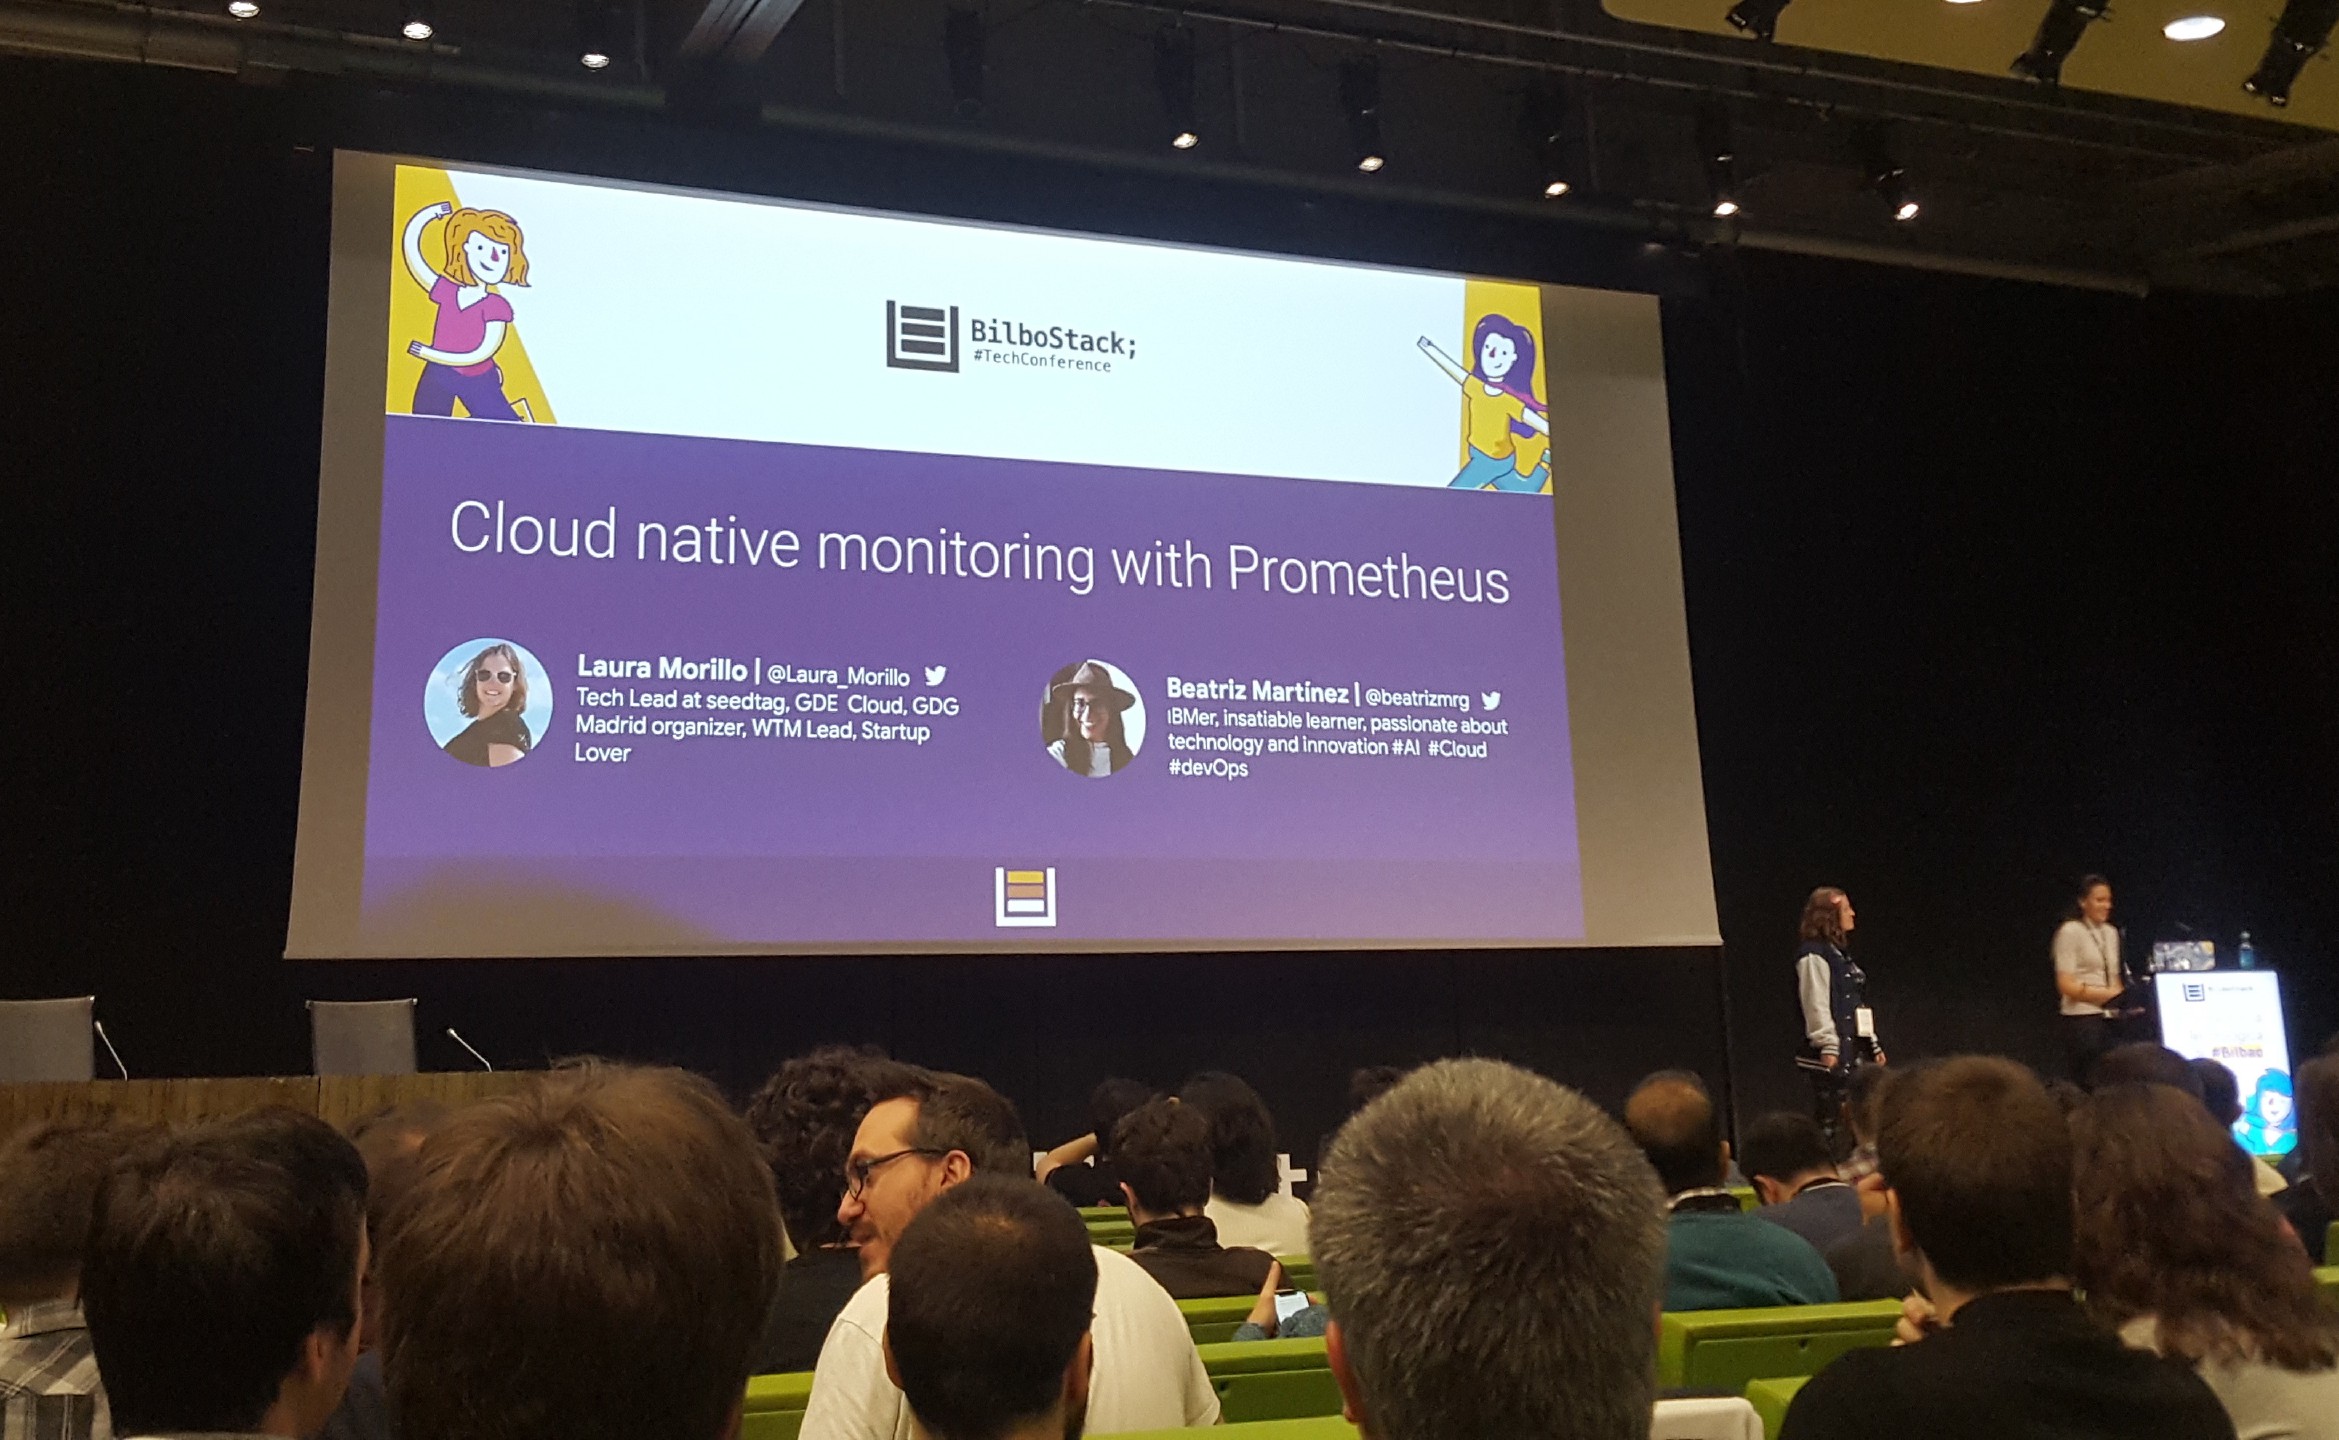 BilboStack;
#TechConference
Cloud native monitoring with Prometheus
Laura Morillo | @Laura_Morillo
Tech Lead at seedtag, GDE Cloud, GDG
Madrid organizer, WTM Lead, Startup
Lover
Beatriz Martínez | @beatrizmrg
IBMer, insatiable learner, passionate about
technology and innovation #AI #Cloud
#devOps
#Bilbao